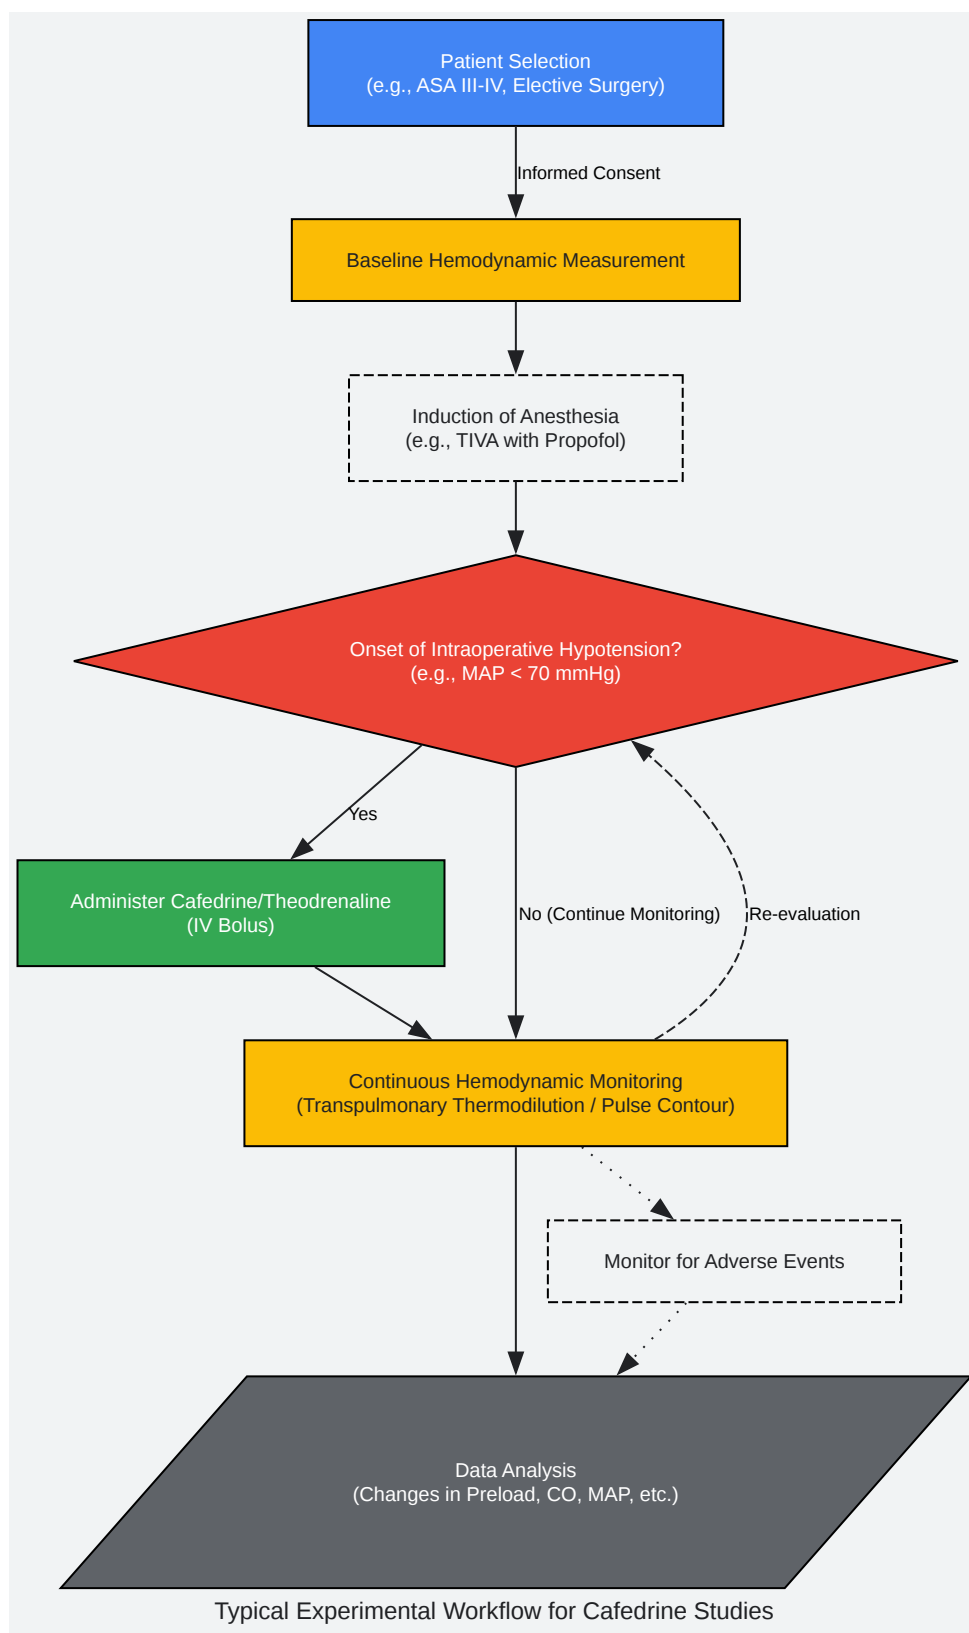 Patient Selection
(e.g., ASA III-IV, Elective Surgery)
Informed Consent
Baseline Hemodynamic Measurement
Induction of Anesthesia
(e.g., TIVA with Propofol)
Onset of Intraoperative Hypotension?
(e.g., MAP < 70 mmHg)
Yes
Administer Cafedrine/Theodrenaline
(IV Bolus)
No (Continue Monitoring)
Re-evaluation
Continuous Hemodynamic Monitoring
(Transpulmonary Thermodilution / Pulse Contour)
Monitor for Adverse Events
Data Analysis
(Changes in Preload, CO, MAP, etc.)
Typical Experimental Workflow for Cafedrine Studies